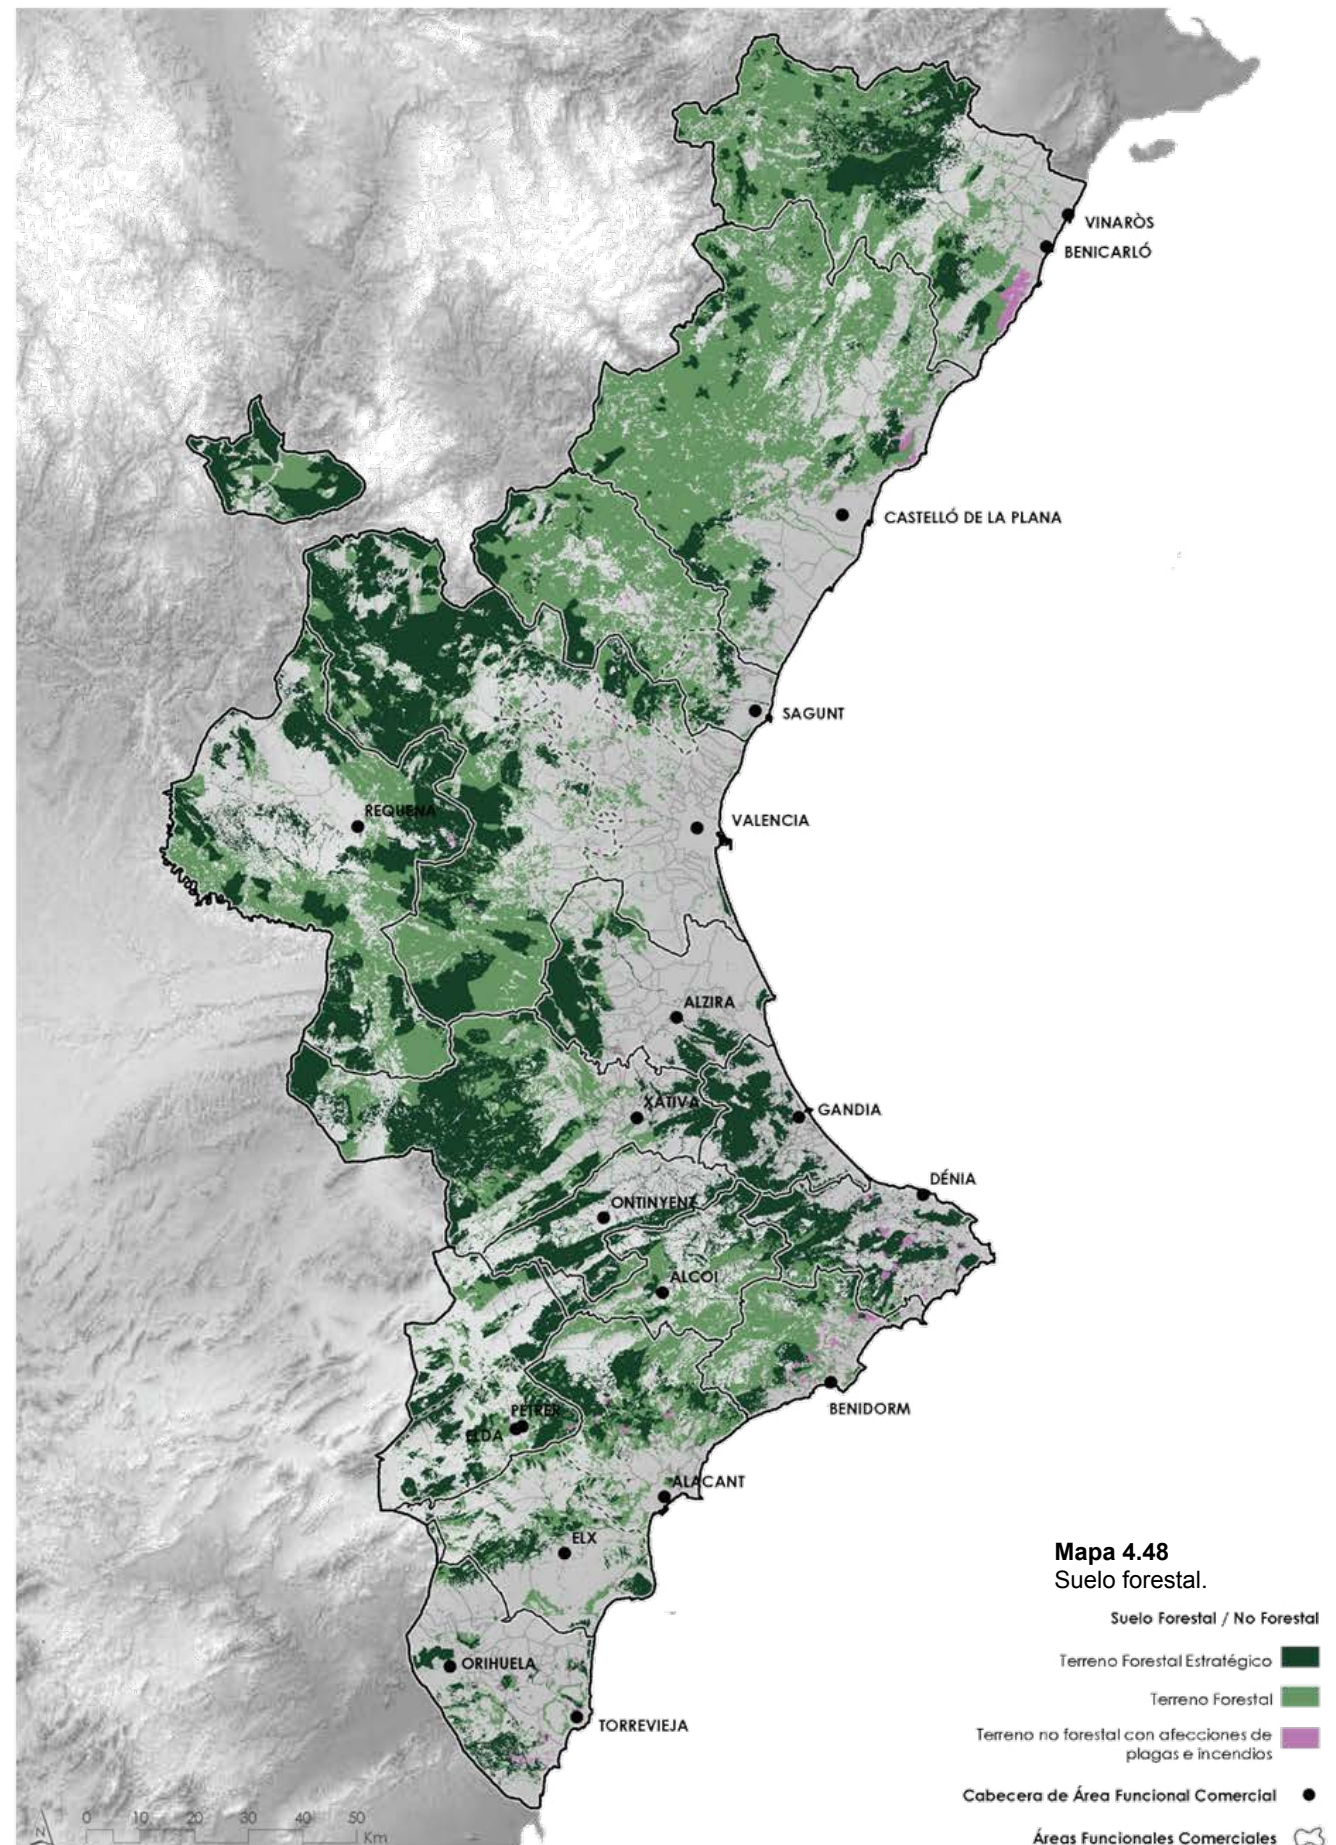 VINARÒS
BENICARLÓ
CASTELLÓ DE LA PLANA
SAGUNT
REQUENA
VALENCIA
ALZIRA
XÀTIVA
GANDIA
DÉNIA
ONTINYENT
ALCOI
BENIDORM
PETRER
ELDA
ALACANT
ELX
ORIHUELA
TORREVIEJA
Mapa 4.48
Suelo forestal.
Suelo Forestal / No Forestal
Terreno Forestal Estratégico
Terreno Forestal
Terreno no forestal con afecciones de
plagas e incendios
Cabecera de Área Funcional Comercial
Áreas Funcionales Comerciales
N
0 10 20 30 40 50
Km